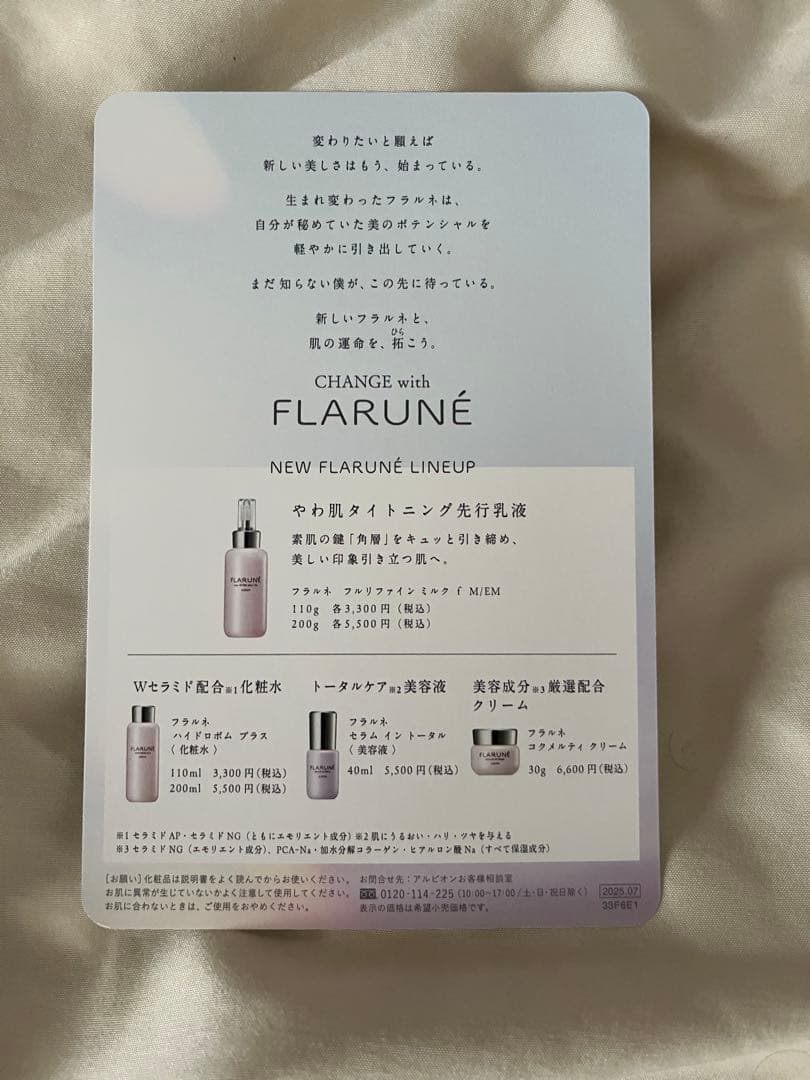 変わりたいと願えば
新しい美しさはもう、始まっている。
生まれ変わったフラルネは、
自分が秘めていた美のポテンシャルを
軽やかに引き出していく。
まだ知らない僕が、この先に待っている。
新しいフラルネと、
ひら
肌の運命を、拓こう。
CHANGE with
FLARUNÉ
NEW FLARUNÉ LINEUP
やわ肌タイトニング先行乳液
素肌の鍵「角層」をキュッと引き締め、
美しい印象引き立つ肌へ。
フラルネ フルリファイン ミルク f M/EM
110g 各3,300円（税込）
200g 各5,500円（税込）
FLARUNÉ
Wセラミド配合※1化粧水
フラルネ
ハイドロボム プラス
〈 化粧水 〉
110ml 3,300円（税込）
200ml 5,500円（税込）
FLARUNÉ
トータルケア※2美容液
フラルネ
セラム イン トータル
〈 美容液 〉
40ml 5,500円（税込）
FLARUNÉ
美容成分※3厳選配合
クリーム
フラルネ
コクメルティ クリーム
30g 6,600円（税込）
FLARUNÉ
※1 セラミドAP・セラミドNG（ともにエモリエント成分）※2 肌にうるおい・ハリ・ツヤを与える
※3 セラミドNG（エモリエント成分）、PCA-Na・加水分解コラーゲン・ヒアルロン酸Na（すべて保湿成分）
［お願い］化粧品は説明書をよく読んでからお使いください。
お肌に異常が生じていないかよく注意して使用してください。
お肌に合わないときは、ご使用をおやめください。
お問合せ先：アルビオンお客様相談室
0120-114-225（10:00〜17:00／土・日・祝日除く）
表示の価格は希望小売価格です。
2025.07
33F6E1